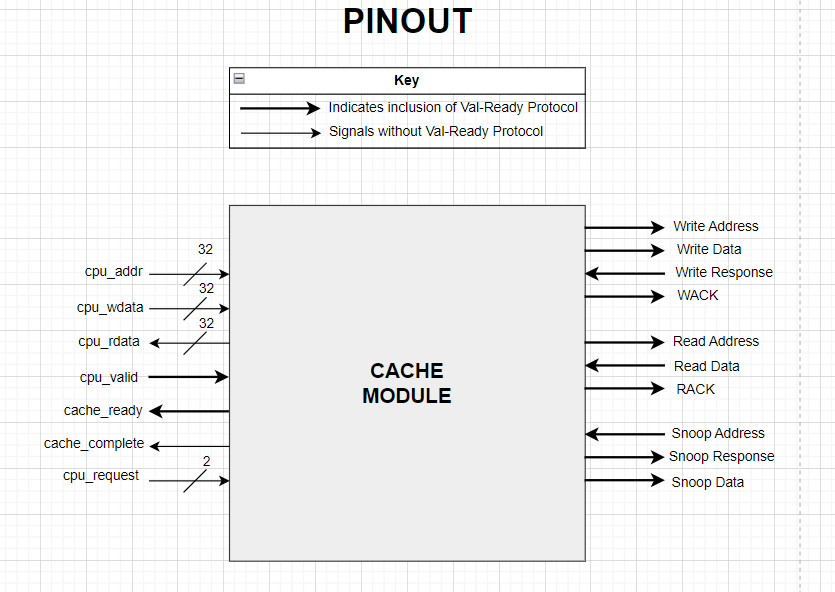 PINOUT
Key
Indicates inclusion of Val-Ready Protocol
Signals without Val-Ready Protocol
32
cpu_addr
32
cpu_wdata
32
cpu_rdata
cpu_valid
cache_ready
cache_complete
2
cpu_request
CACHE
MODULE
Write Address
Write Data
Write Response
WACK
Read Address
Read Data
RACK
Snoop Address
Snoop Response
Snoop Data